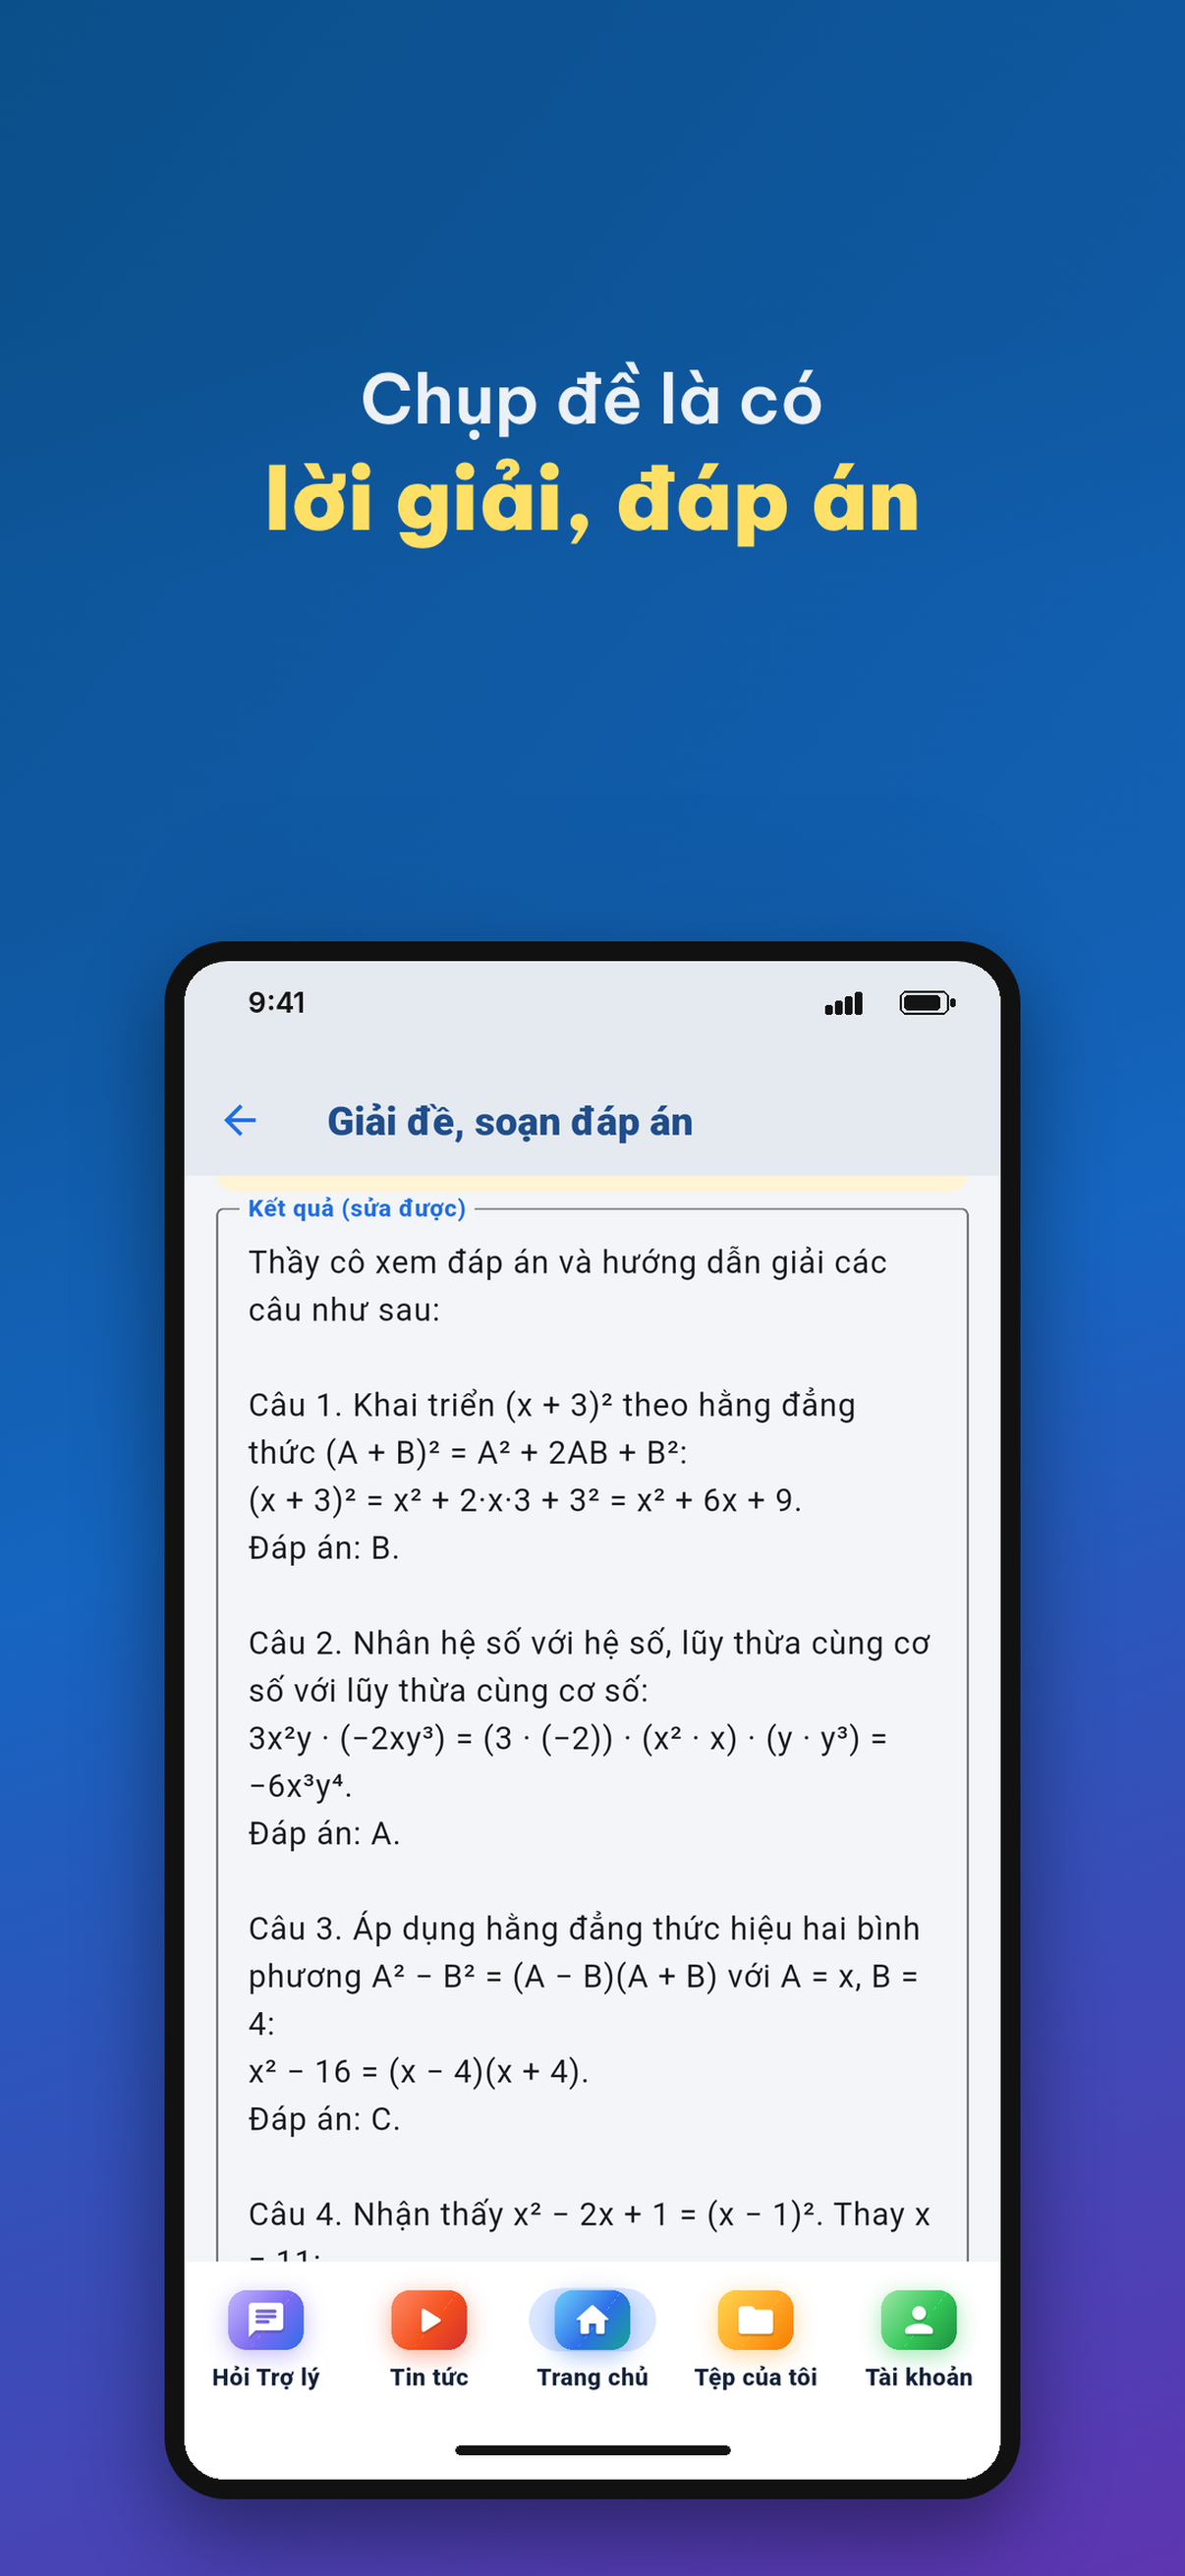 Chụp đề là có
lời giải, đáp án
9:41
Giải đề, soạn đáp án
Kết quả (sửa được)
Thầy cô xem đáp án và hướng dẫn giải các
câu như sau:
Câu 1. Khai triển (x + 3)² theo hằng đẳng
thức (A + B)² = A² + 2AB + B²:
(x + 3)² = x² + 2·x·3 + 3² = x² + 6x + 9.
Đáp án: B.
Câu 2. Nhân hệ số với hệ số, lũy thừa cùng cơ
số với lũy thừa cùng cơ số:
3x²y · (−2xy³) = (3 · (−2)) · (x² · x) · (y · y³) =
−6x³y⁴.
Đáp án: A.
Câu 3. Áp dụng hằng đẳng thức hiệu hai bình
phương A² − B² = (A − B)(A + B) với A = x, B =
4:
x² − 16 = (x − 4)(x + 4).
Đáp án: C.
Câu 4. Nhận thấy x² − 2x + 1 = (x − 1)². Thay x
= 11:
Hỏi Trợ lý
Tin tức
Trang chủ
Tệp của tôi
Tài khoản